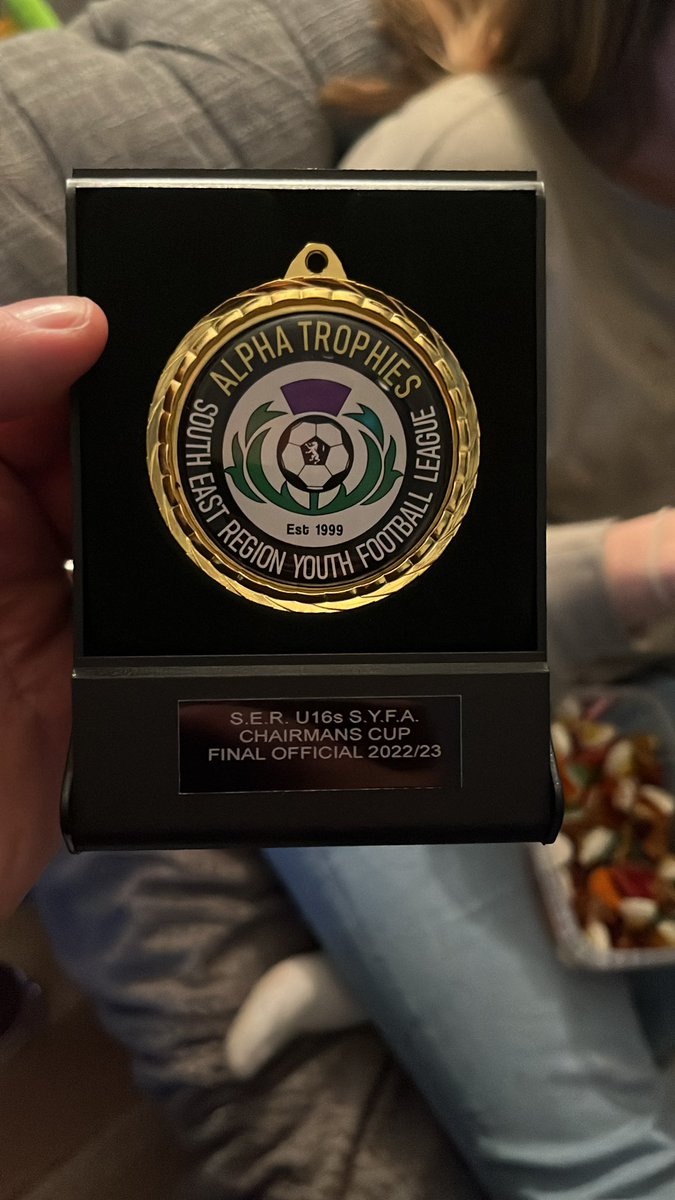 ALPHA TROPHIES
SOUTH EAST REGION YOUTH FOOTBALL LEAGUE
Est 1999
S.E.R. U16s S.Y.F.A.
CHAIRMANS CUP
FINAL OFFICIAL 2022/23